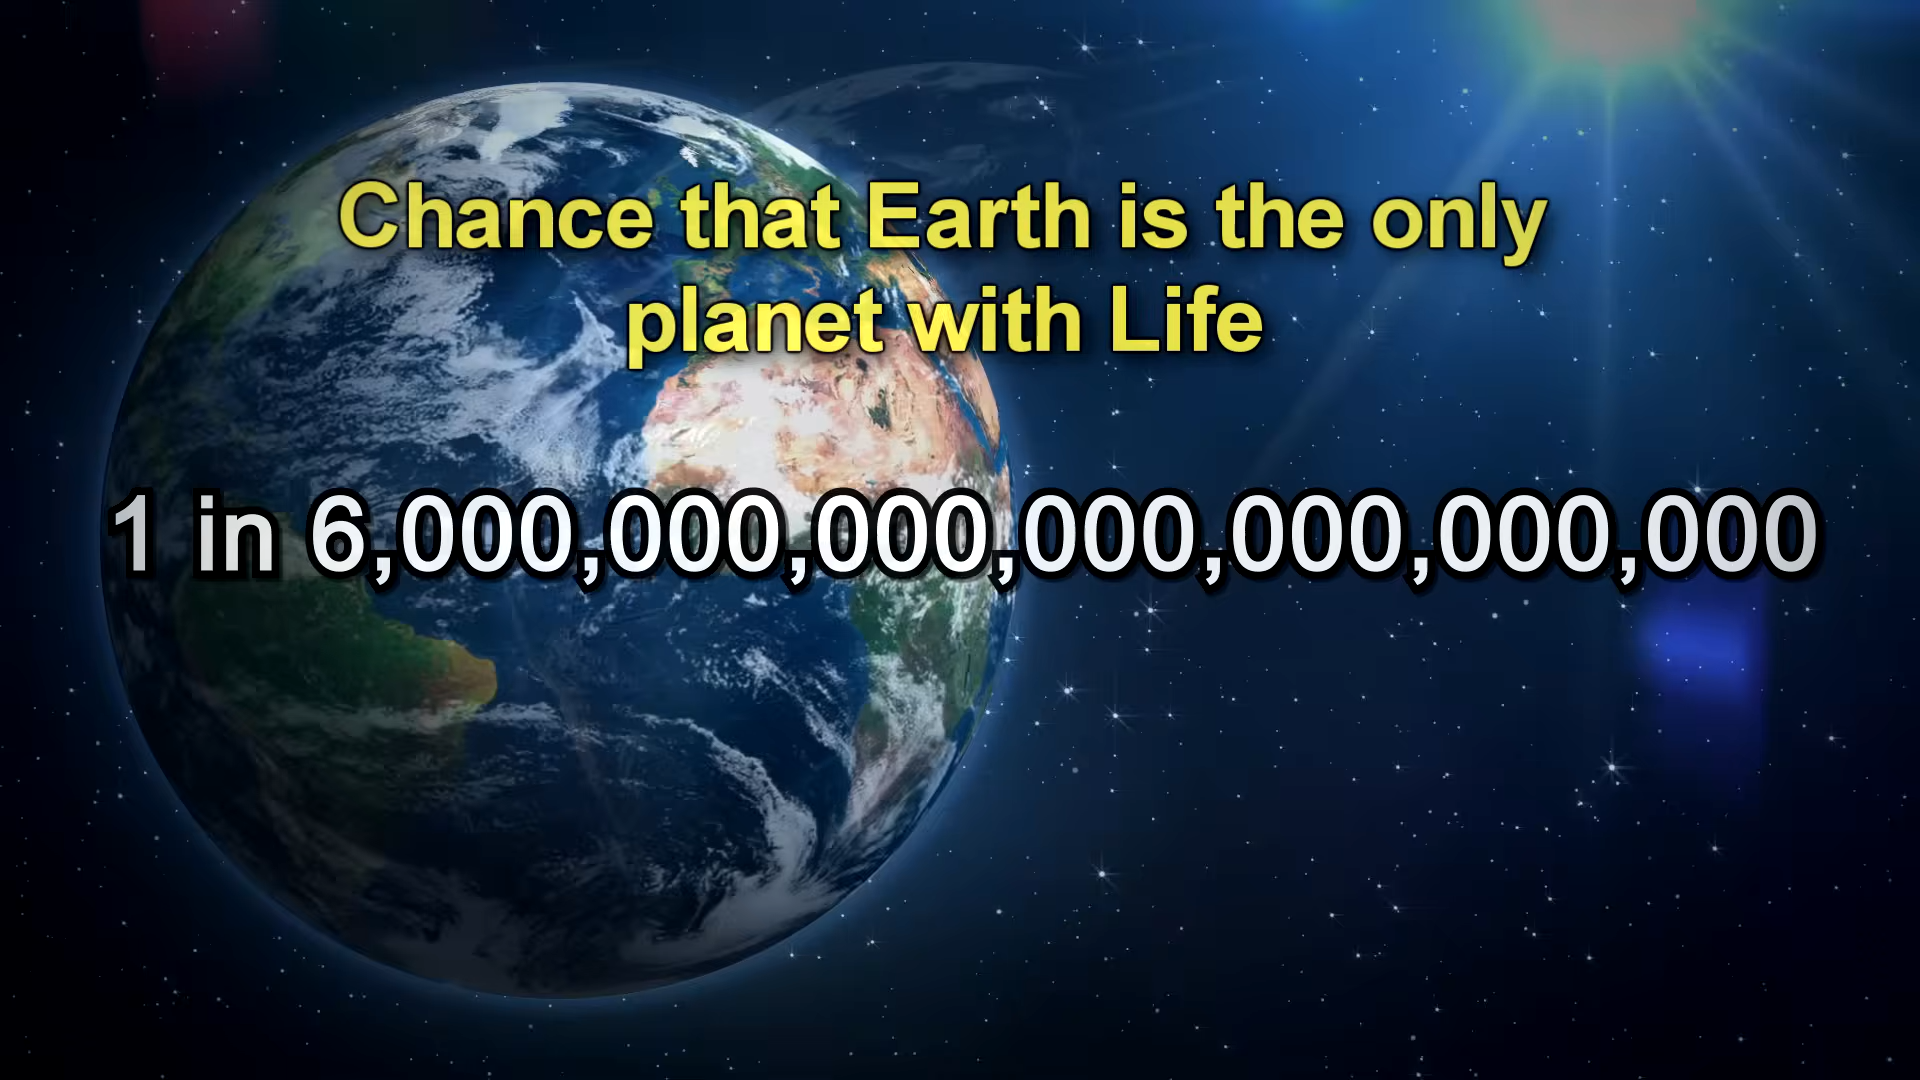 Chance that Earth is the only
planet with Life
1 in 6,000,000,000,000,000,000,000